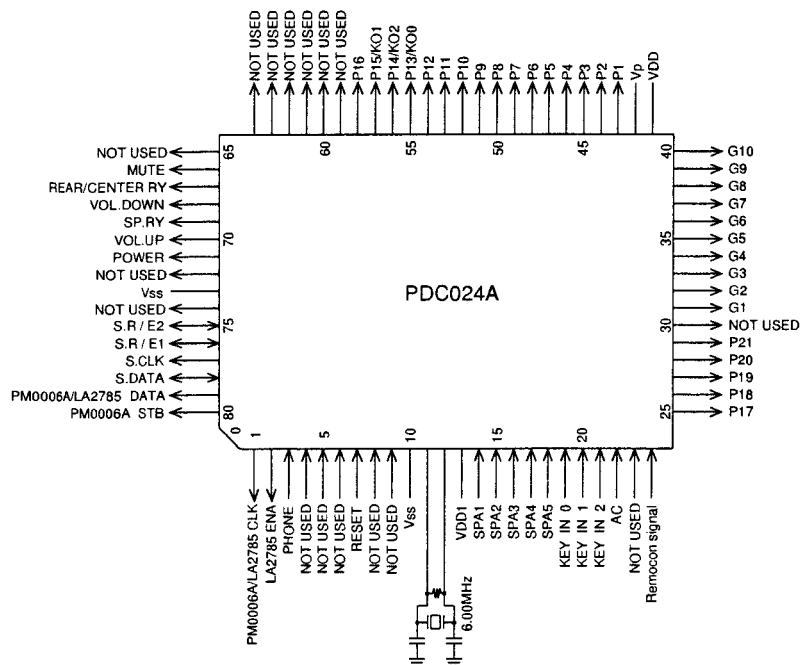 NOT USED
NOT USED
NOT USED
NOT USED
NOT USED
NOT USED
P16
P15/KO1
P14/KO2
P13/KO0
P12
P11
P10
P9
P8
P7
P6
P5
P4
P3
P2
P1
Vp
VDD
65
60
55
50
45
40
NOT USED
MUTE
REAR/CENTER RY
VOL.DOWN
SP.RY
VOL.UP
POWER
NOT USED
Vss
NOT USED
S.R / E2
S.R / E1
S.CLK
S.DATA
PM0006A/LA2785 DATA
PM0006A STB
70
75
80
0
PDC024A
G10
G9
G8
G7
G6
G5
G4
G3
G2
G1
NOT USED
P21
P20
P19
P18
P17
35
30
25
1
5
10
15
20
PM0006A/LA2785 CLK
LA2785 ENA
PHONE
NOT USED
NOT USED
NOT USED
RESET
NOT USED
NOT USED
Vss
6.00MHz
VDD1
SPA1
SPA2
SPA3
SPA4
SPA5
KEY IN 0
KEY IN 1
KEY IN 2
AC
NOT USED
Remocon signal